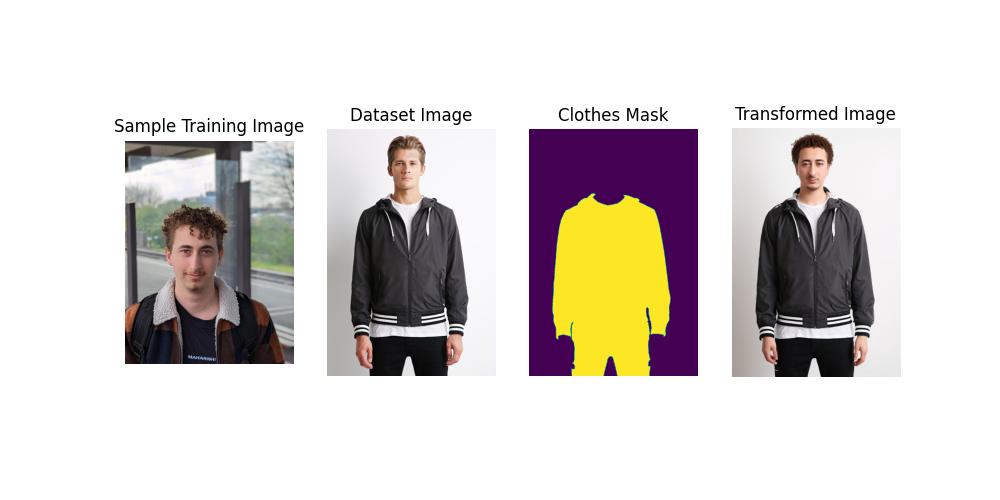 Sample Training Image
Dataset Image
Clothes Mask
Transformed Image
MAHARISHI